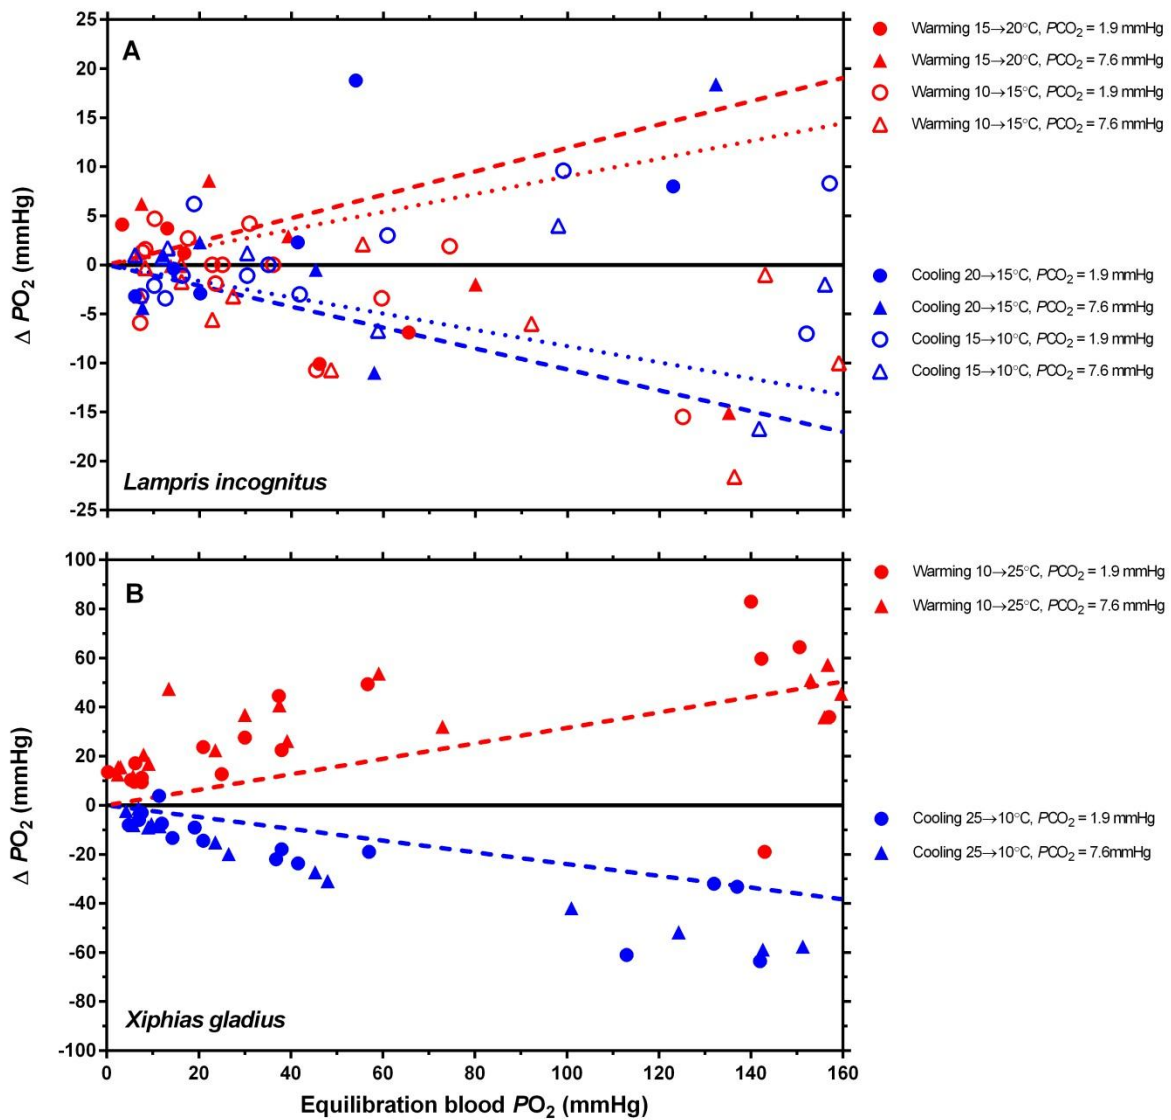 A
25
20
15
10
5
0
-5
-10
-15
-20
-25
Δ PO2 (mmHg)
Lampris incognitus
Warming 15→20°C, PCO2 = 1.9 mmHg
Warming 15→20°C, PCO2 = 7.6 mmHg
Warming 10→15°C, PCO2 = 1.9 mmHg
Warming 10→15°C, PCO2 = 7.6 mmHg
Cooling 20→15°C, PCO2 = 1.9 mmHg
Cooling 20→15°C, PCO2 = 7.6 mmHg
Cooling 15→10°C, PCO2 = 1.9 mmHg
Cooling 15→10°C, PCO2 = 7.6 mmHg
B
100
80
60
40
20
0
-20
-40
-60
-80
-100
Δ PO2 (mmHg)
Xiphias gladius
Warming 10→25°C, PCO2 = 1.9 mmHg
Warming 10→25°C, PCO2 = 7.6 mmHg
Cooling 25→10°C, PCO2 = 1.9 mmHg
Cooling 25→10°C, PCO2 = 7.6mmHg
0 20 40 60 80 100 120 140 160
Equilibration blood PO2 (mmHg)